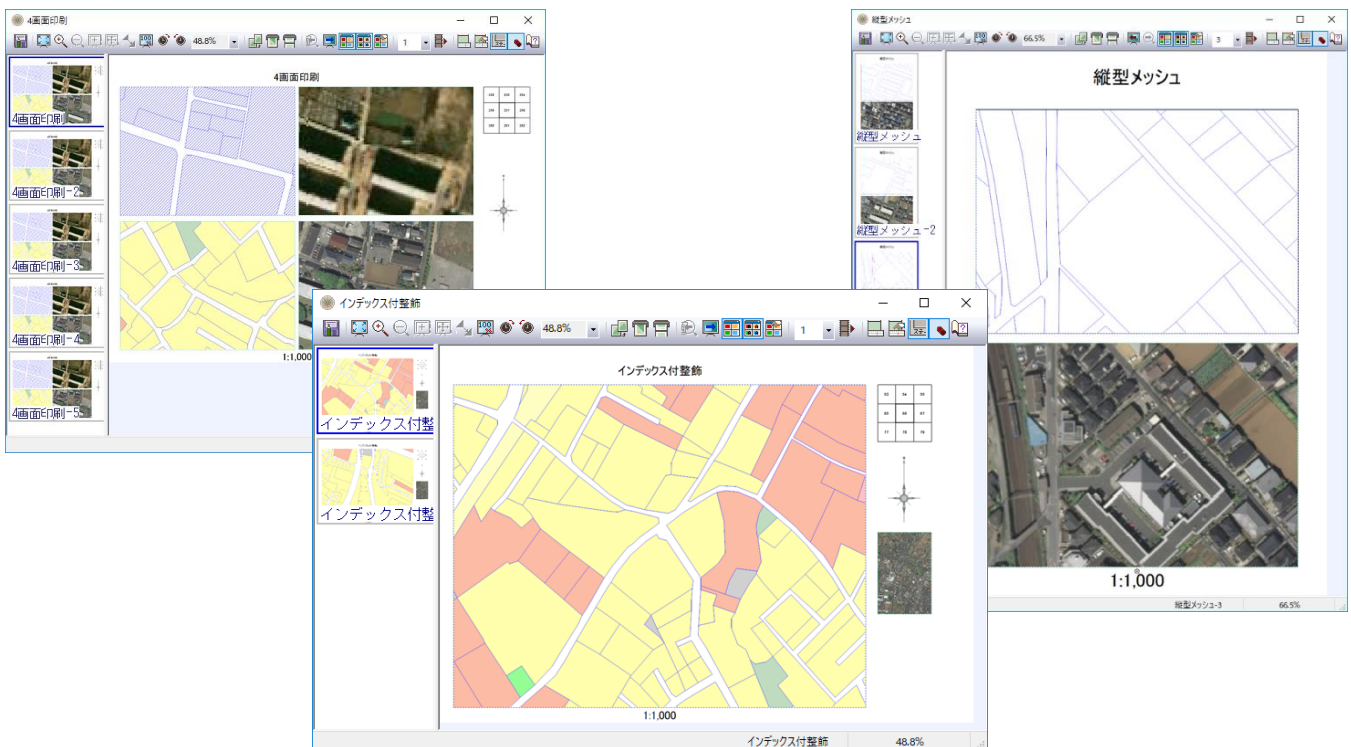 4画面印刷
48.8%
1
4画面印刷
4画面印刷-2
4画面印刷-3
4画面印刷-4
4画面印刷-5
4画面印刷
1:1,000
縦型メッシュ
66.5%
3
縦型メッシュ
縦型メッシュ-2
縦型メッシュ
1:1,000
縦型メッシュ-3
66.5%
インデックス付整飾
100%
48.8%
1
インデックス付整
インデックス付整
インデックス付整飾
1:1,000
インデックス付整飾
48.8%